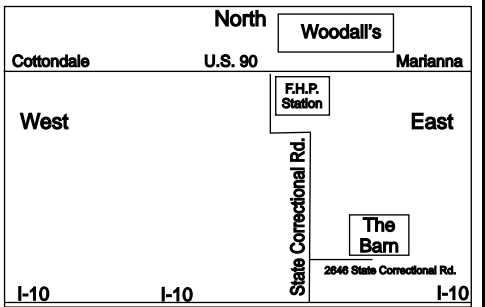 North
Woodall's
Cottondale U.S. 90 Marianna
F.H.P.
Station
West East
State Correctional Rd.
The
Barn
2646 State Correctional Rd.
I-10 I-10 I-10